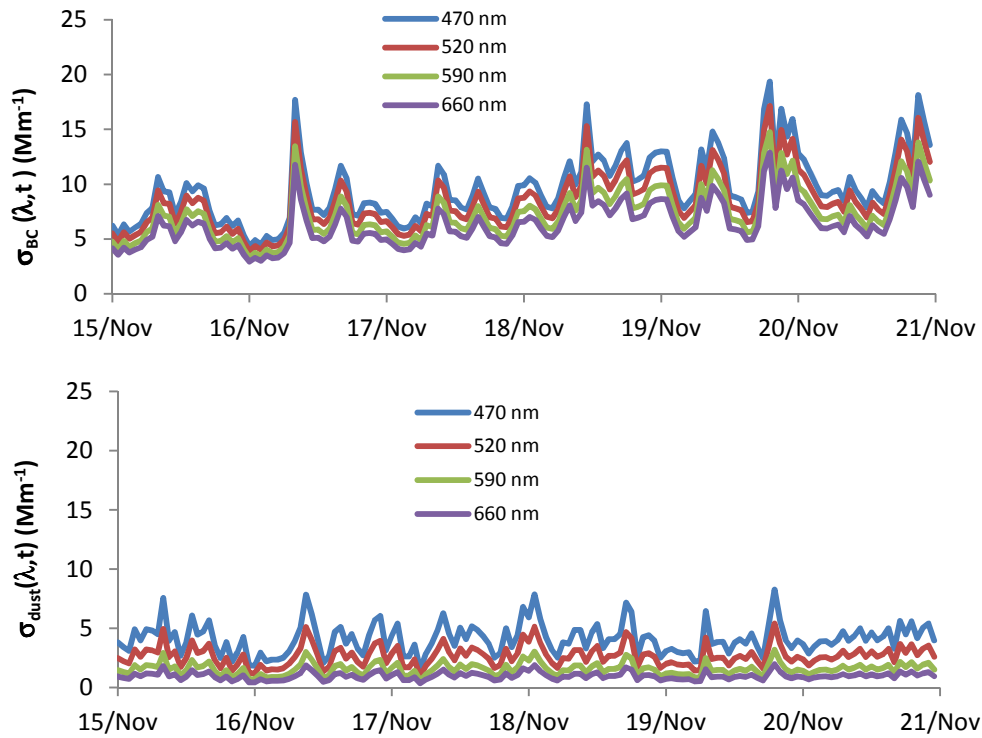 25
20
15
10
5
0
σBC (λ,t ) (Mm⁻¹)
470 nm
520 nm
590 nm
660 nm
15/Nov 16/Nov 17/Nov 18/Nov 19/Nov 20/Nov 21/Nov
25
20
15
10
5
0
σdust(λ,t) (Mm⁻¹)
470 nm
520 nm
590 nm
660 nm
15/Nov 16/Nov 17/Nov 18/Nov 19/Nov 20/Nov 21/Nov